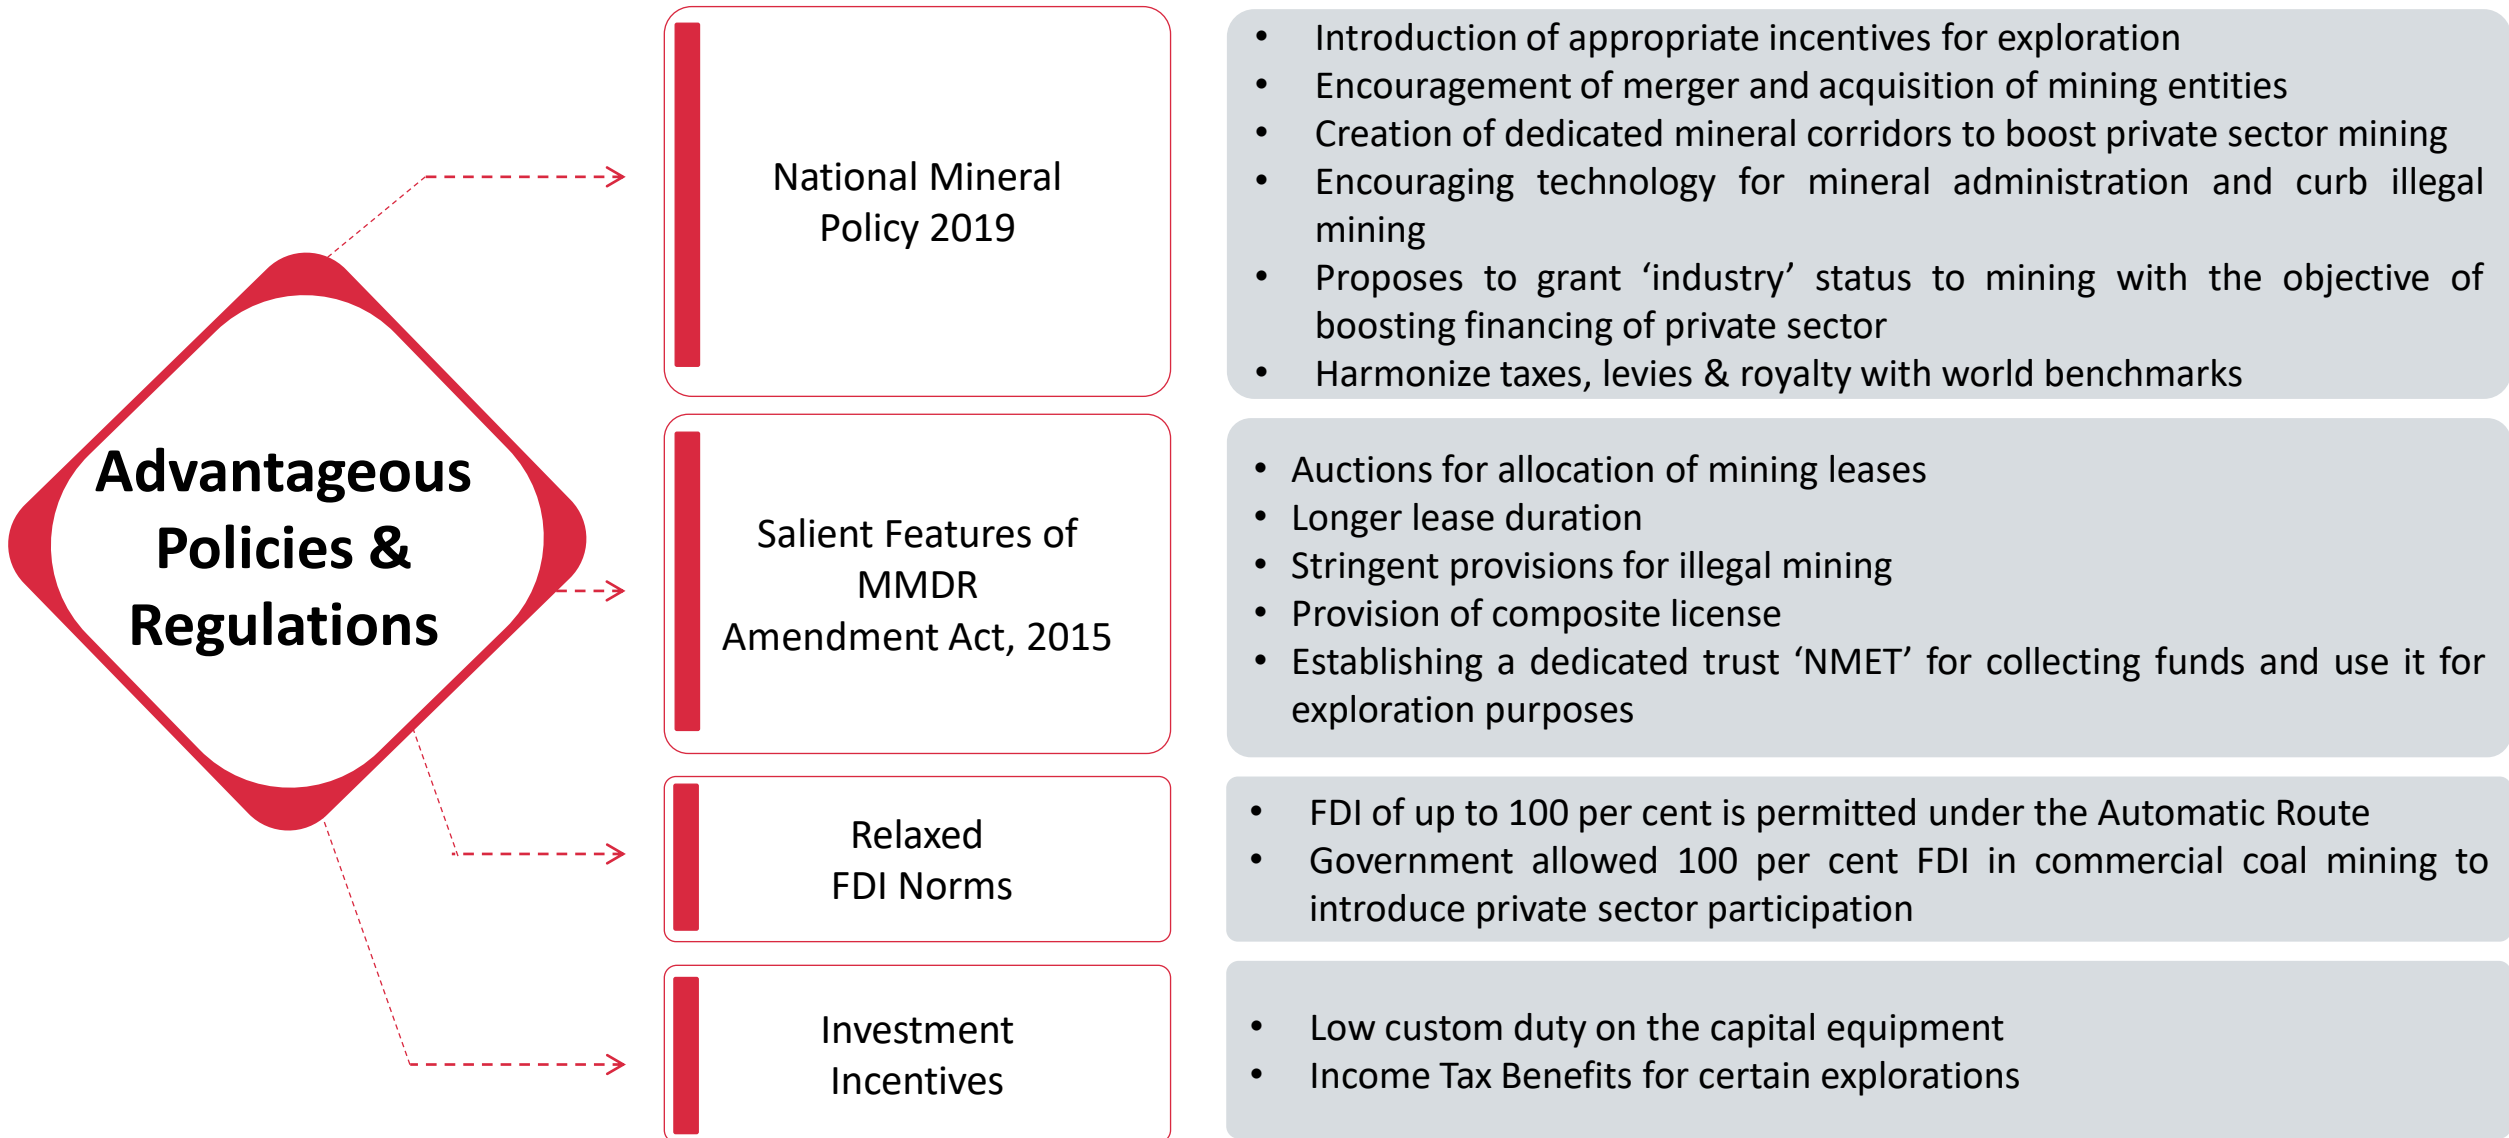 Advantageous
Policies &
Regulations
National Mineral
Policy 2019
• Introduction of appropriate incentives for exploration
• Encouragement of merger and acquisition of mining entities
• Creation of dedicated mineral corridors to boost private sector mining
• Encouraging technology for mineral administration and curb illegal
mining
• Proposes to grant ‘industry’ status to mining with the objective of
boosting financing of private sector
• Harmonize taxes, levies & royalty with world benchmarks
Salient Features of
MMDR
Amendment Act, 2015
• Auctions for allocation of mining leases
• Longer lease duration
• Stringent provisions for illegal mining
• Provision of composite license
• Establishing a dedicated trust ‘NMET’ for collecting funds and use it for
exploration purposes
Relaxed
FDI Norms
• FDI of up to 100 per cent is permitted under the Automatic Route
• Government allowed 100 per cent FDI in commercial coal mining to
introduce private sector participation
Investment
Incentives
• Low custom duty on the capital equipment
• Income Tax Benefits for certain explorations